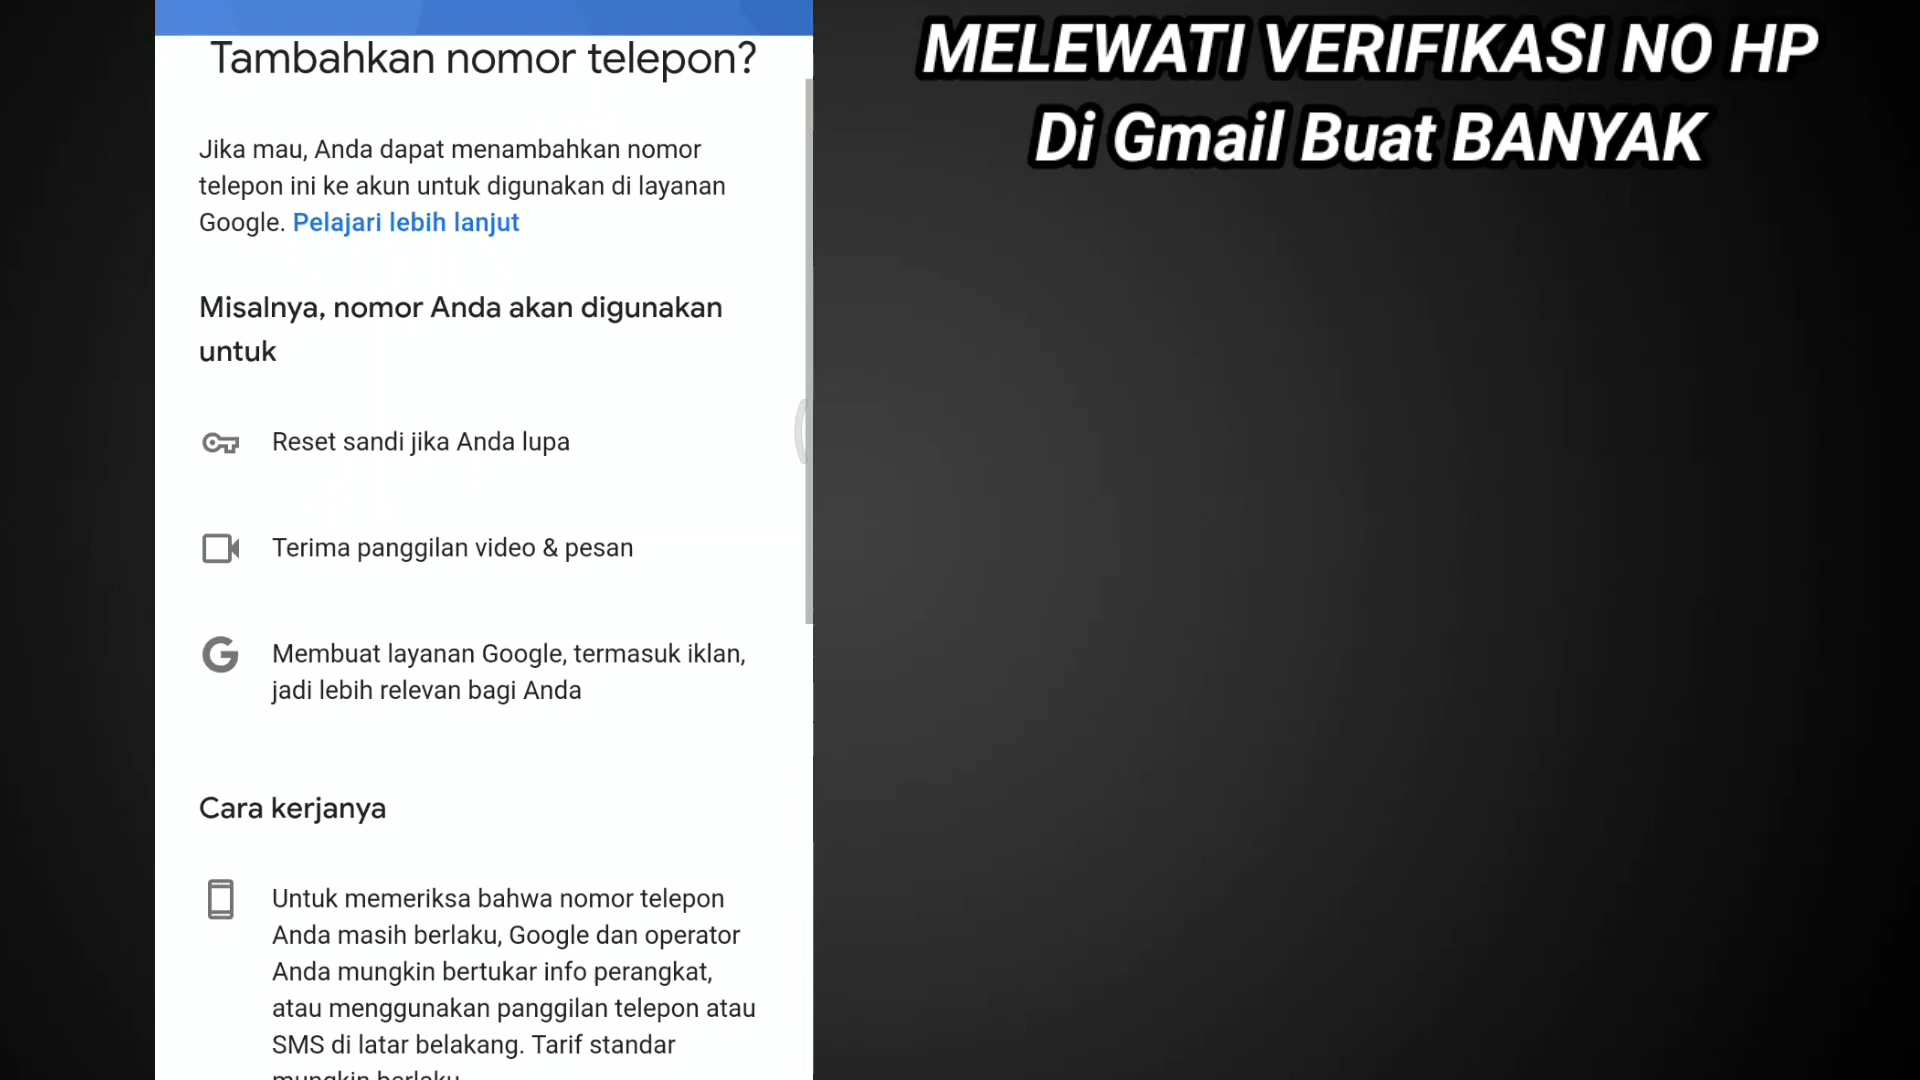 Tambahkan nomor telepon?
Jika mau, Anda dapat menambahkan nomor
telepon ini ke akun untuk digunakan di layanan
Google. Pelajari lebih lanjut
Misalnya, nomor Anda akan digunakan
untuk
Reset sandi jika Anda lupa
Terima panggilan video & pesan
Membuat layanan Google, termasuk iklan,
jadi lebih relevan bagi Anda
Cara kerjanya
Untuk memeriksa bahwa nomor telepon
Anda masih berlaku, Google dan operator
Anda mungkin bertukar info perangkat,
atau menggunakan panggilan telepon atau
SMS di latar belakang. Tarif standar
mungkin berlaku.
MELEWATI VERIFIKASI NO HP
Di Gmail Buat BANYAK